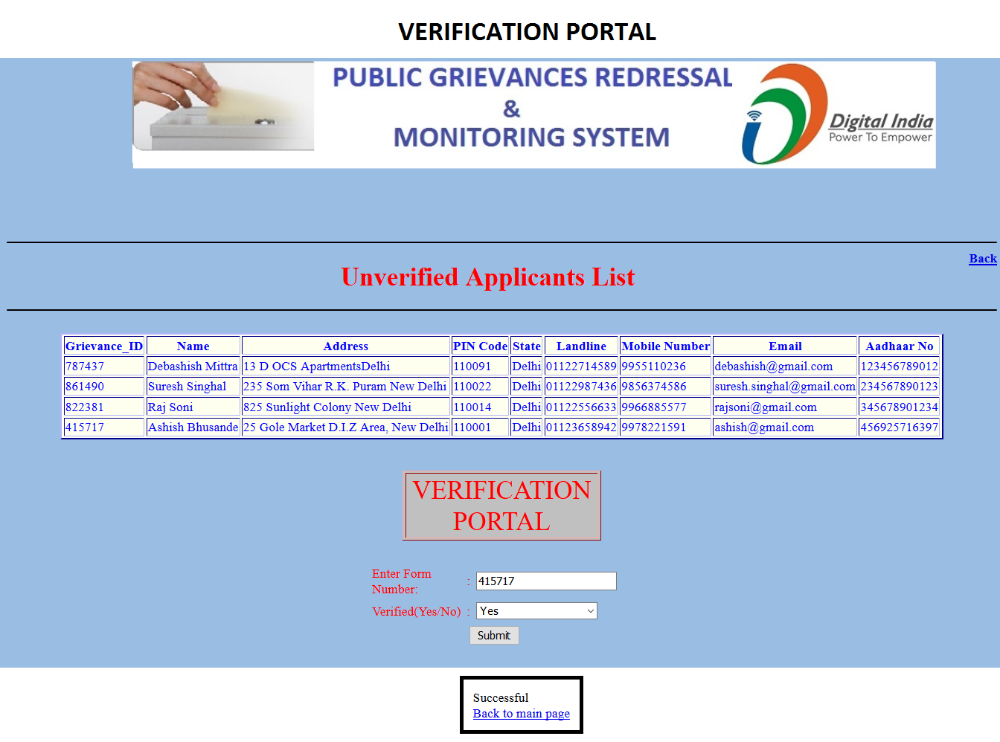 VERIFICATION PORTAL
PUBLIC GRIEVANCES REDRESSAL
&
MONITORING SYSTEM
Digital India
Power To Empower
Back
Unverified Applicants List
Grievance_ID Name Address PIN Code State Landline Mobile Number Email Aadhaar No
787437 Debashish Mittra 13 D OCS ApartmentsDelhi 110091 Delhi 01122714589 9955110236 debashish@gmail.com 123456789012
861490 Suresh Singhal 235 Som Vihar R.K. Puram New Delhi 110022 Delhi 01122987436 9856374586 suresh.singhal@gmail.com 234567890123
822381 Raj Soni 825 Sunlight Colony New Delhi 110014 Delhi 01122556633 9966885577 rajsoni@gmail.com 345678901234
415717 Ashish Bhusande 25 Gole Market D.I.Z Area, New Delhi 110001 Delhi 01123658942 9978221591 ashish@gmail.com 456925716397
VERIFICATION
PORTAL
Enter Form
Number: : 415717
Verified(Yes/No) : Yes
Submit
Successful
Back to main page